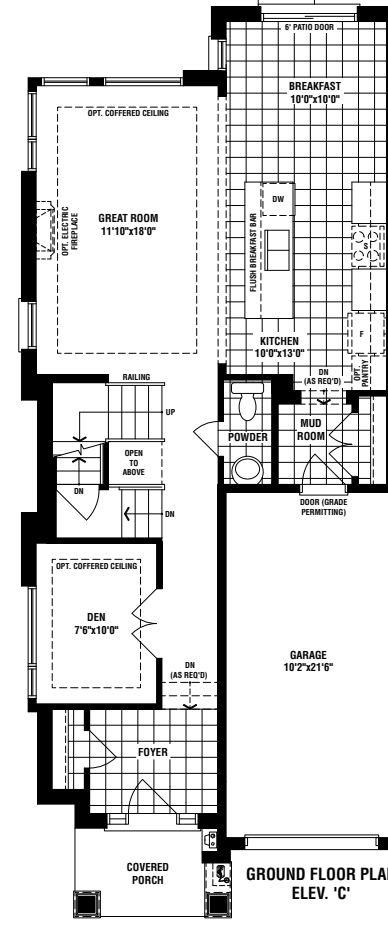 6' PATIO DOOR
BREAKFAST
10'0"x10'0"
OPT. COFFERED CEILING
GREAT ROOM
11'10"x18'0"
OPT. ELECTRIC
FIREPLACE
DW
FLUSH BREAKFAST BAR
S
F
KITCHEN
10'0"x13'0"
DN
(AS REQ'D)
OPT.
PANTRY
RAILING
UP
OPEN
TO
ABOVE
DN
DN
POWDER
MUD
ROOM
DOOR (GRADE
PERMITTING)
OPT. COFFERED CEILING
DEN
7'6"x10'0"
DN
(AS REQ'D)
GARAGE
10'2"x21'6"
FOYER
COVERED
PORCH
GROUND FLOOR PLA
ELEV. 'C'